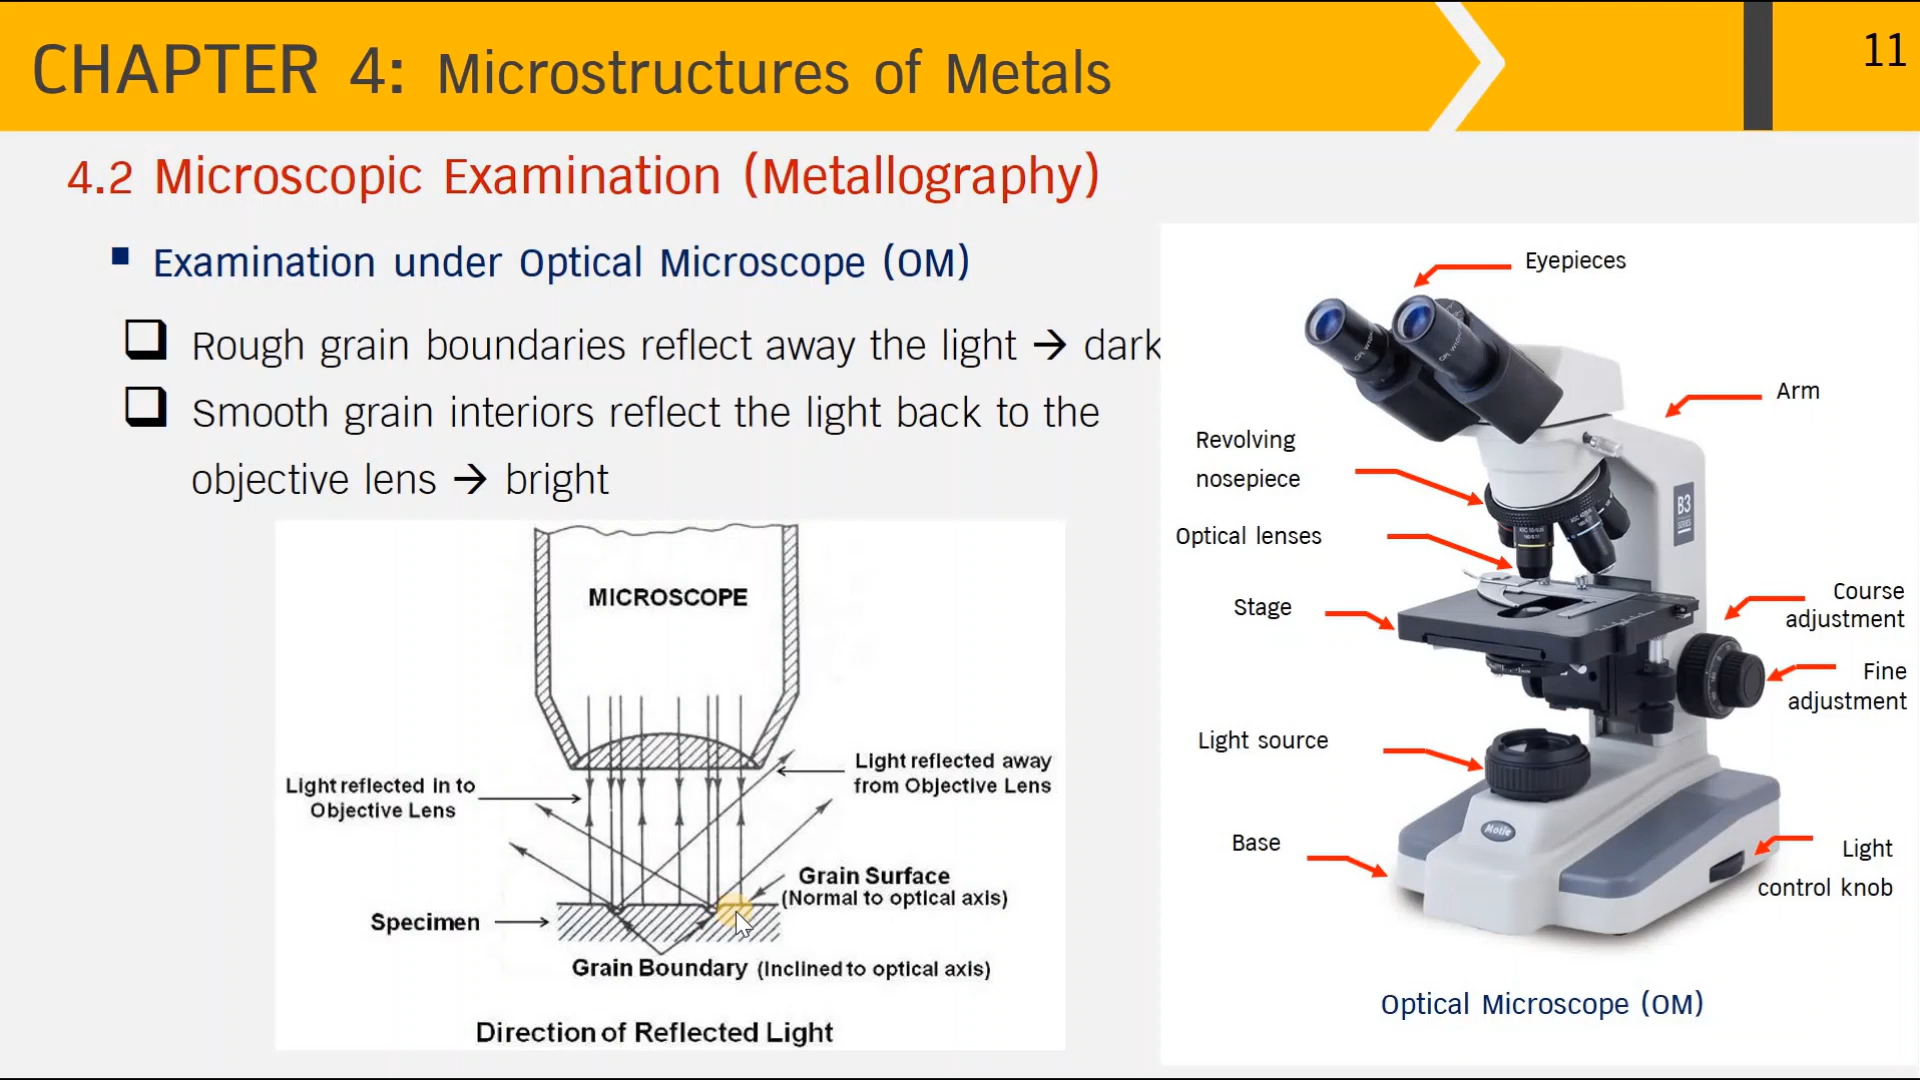 CHAPTER 4: Microstructures of Metals
11
4.2 Microscopic Examination (Metallography)
Examination under Optical Microscope (OM)
Rough grain boundaries reflect away the light → dark
Smooth grain interiors reflect the light back to the
objective lens → bright
MICROSCOPE
Light reflected in to
Objective Lens
Light reflected away
from Objective Lens
Grain Surface
(Normal to optical axis)
Specimen
Grain Boundary (Inclined to optical axis)
Direction of Reflected Light
Eyepieces
Arm
Revolving
nosepiece
Optical lenses
Stage
Course
adjustment
Fine
adjustment
Light source
Base
Light
control knob
B3
SERIES
Motic
Optical Microscope (OM)